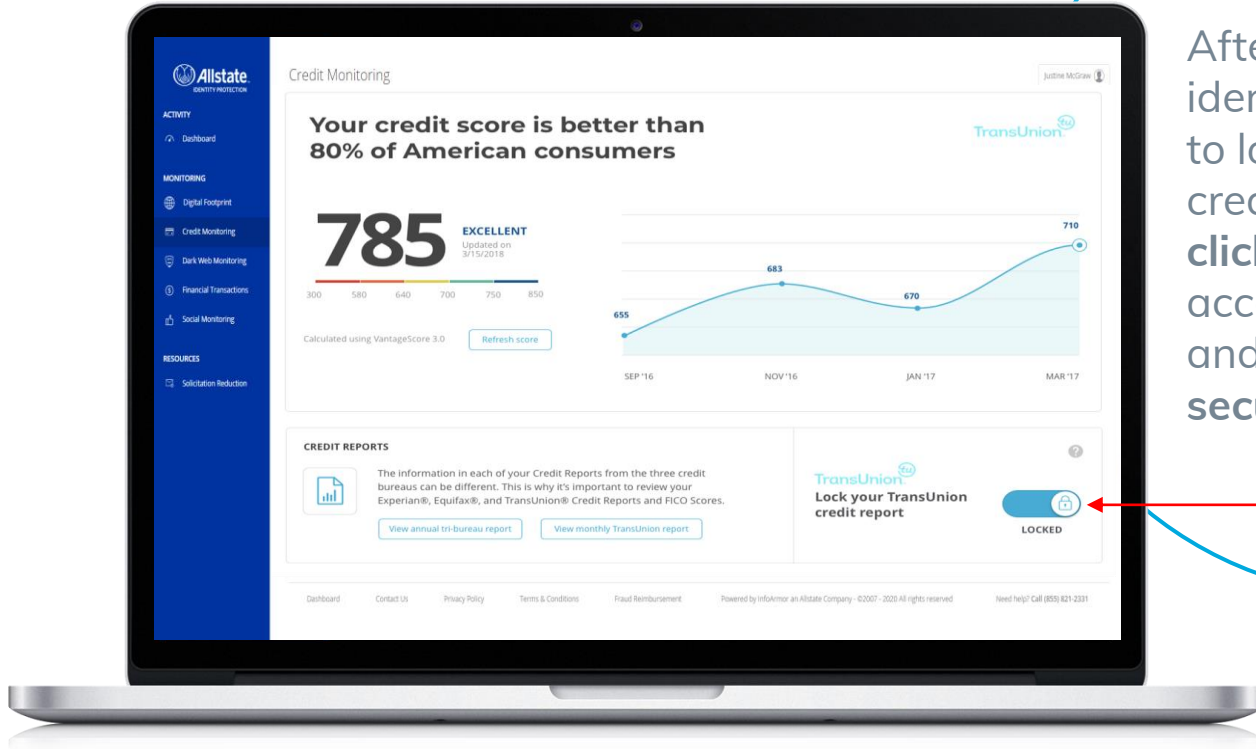 Allstate.
IDENTITY PROTECTION
ACTIVITY
Dashboard
MONITORING
Digital Footprint
Credit Monitoring
Dark Web Monitoring
Financial Transactions
Social Monitoring
RESOURCES
Solicitation Reduction
Credit Monitoring
Justine McGraw
Your credit score is better than
80% of American consumers
TransUnion
tu
785
EXCELLENT
Updated on
3/15/2018
300 580 640 700 750 850
Calculated using VantageScore 3.0
Refresh score
655
683
670
710
SEP '16 NOV '16 JAN '17 MAR '17
CREDIT REPORTS
The information in each of your Credit Reports from the three credit
bureaus can be different. This is why it's important to review your
Experian®, Equifax®, and TransUnion® Credit Reports and FICO Scores.
View annual tri-bureau report
View monthly TransUnion report
?
TransUnion
tu
Lock your TransUnion
credit report
LOCKED
Dashboard Contact Us Privacy Policy Terms & Conditions Fraud Reimbursement Powered by InfoArmor an Allstate Company - ©2007 - 2020 All rights reserved Need help? Call (855) 821-2331
Afte
iden
to lo
cred
click
acc
and
secu